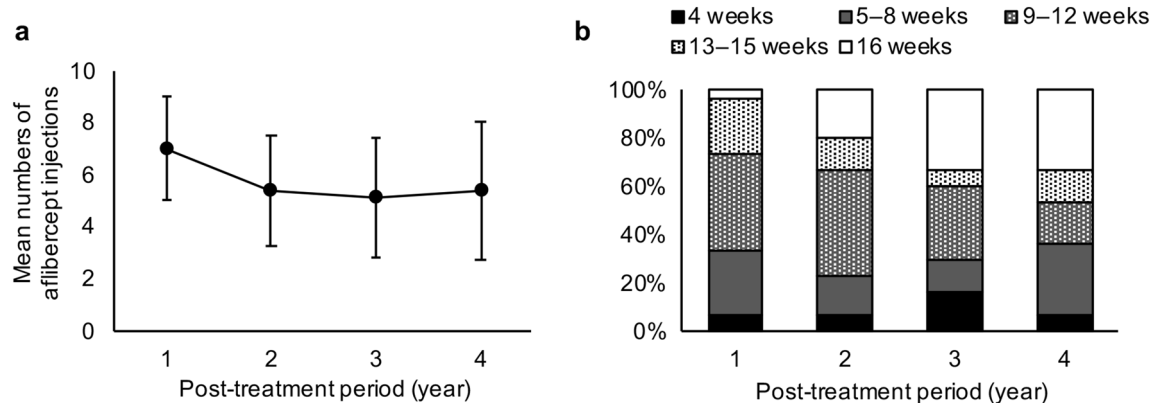 a
Mean numbers of
aflibercept injections
10
8
6
4
2
0
1 2 3 4
Post-treatment period (year)
b
4 weeks 5–8 weeks 9–12 weeks
13–15 weeks 16 weeks
100%
80%
60%
40%
20%
0%
1 2 3 4
Post-treatment period (year)